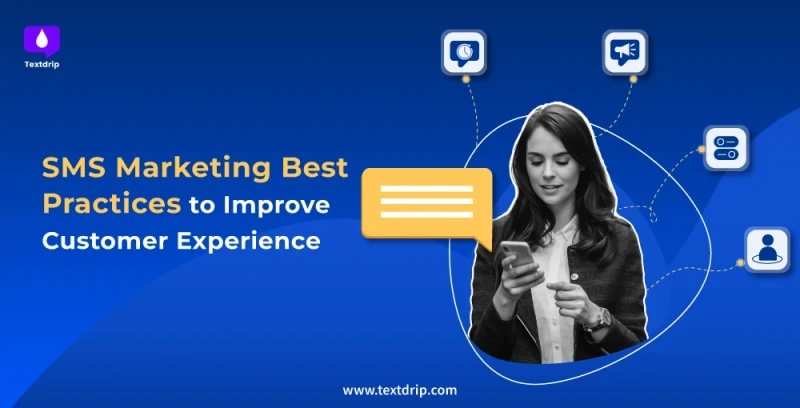 Textdrip
SMS Marketing Best
Practices to Improve
Customer Experience
www.textdrip.com